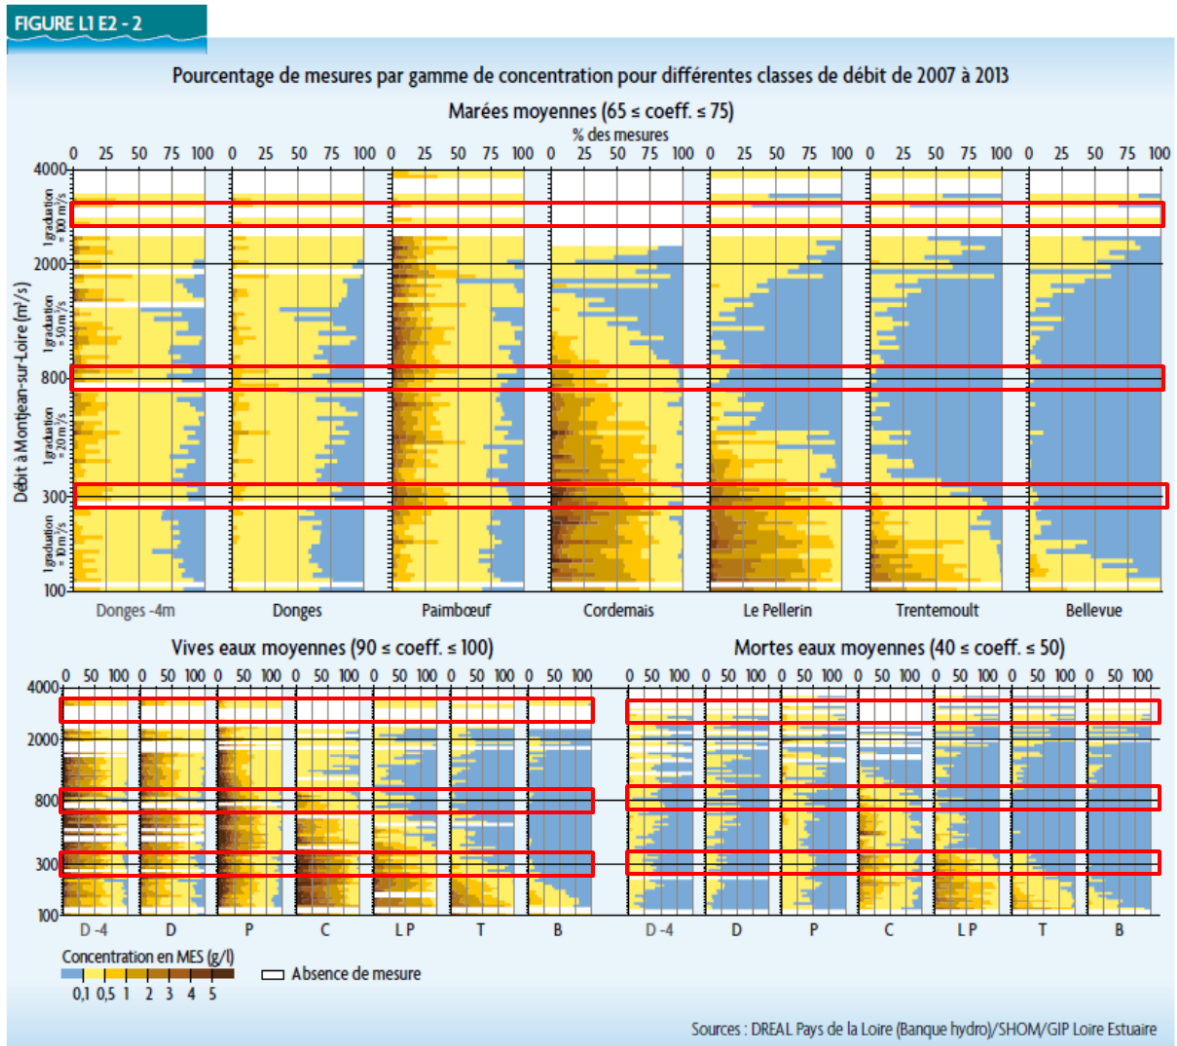 FIGURE L1 E2 - 2
Pourcentage de mesures par gamme de concentration pour différentes classes de débit de 2007 à 2013
Marées moyennes (65 ≤ coeff. ≤ 75)
% des mesures
0 25 50 75 100 0 25 50 75 100 0 25 50 75 100 0 25 50 75 100 0 25 50 75 100 0 25 50 75 100 0 25 50 75 100
Débit à Montjean-sur-Loire (m³/s)
4000
1 graduation
= 100 m³/s
2000
1 graduation
= 50 m³/s
800
1 graduation
= 20 m³/s
300
1 graduation
= 10 m³/s
100
Donges -4m Donges Paimbœuf Cordemais Le Pellerin Trentemoult Bellevue
Vives eaux moyennes (90 ≤ coeff. ≤ 100)
0 50 100 0 50 100 0 50 100 0 50 100 0 50 100 0 50 100 0 50 100
4000
2000
800
300
100
D -4 D P C L P T B
Mortes eaux moyennes (40 ≤ coeff. ≤ 50)
0 50 100 0 50 100 0 50 100 0 50 100 0 50 100 0 50 100 0 50 100
D -4 D P C L P T B
Concentration en MES (g/l)
0,1 0,5 1 2 3 4 5
Absence de mesure
Sources : DREAL Pays de la Loire (Banque hydro)/SHOM/GIP Loire Estuaire